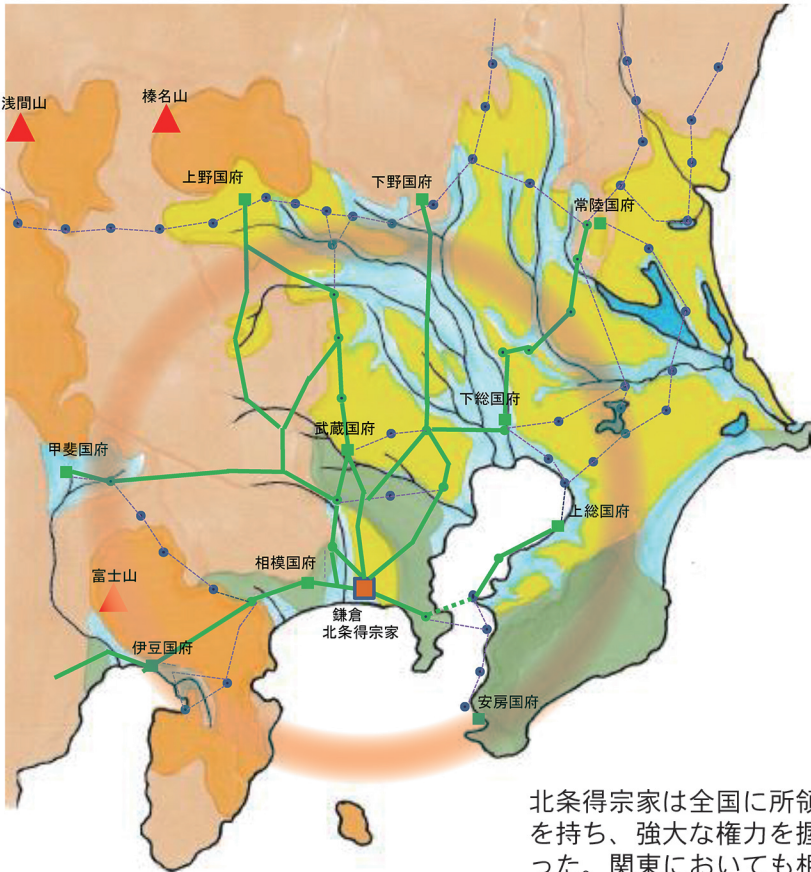 浅間山
榛名山
上野国府
下野国府
常陸国府
下総国府
武蔵国府
甲斐国府
上総国府
相模国府
富士山
鎌倉
北条得宗家
伊豆国府
安房国府
北条得宗家は全国に所領
を持ち、強大な権力を握
った。関東においても相